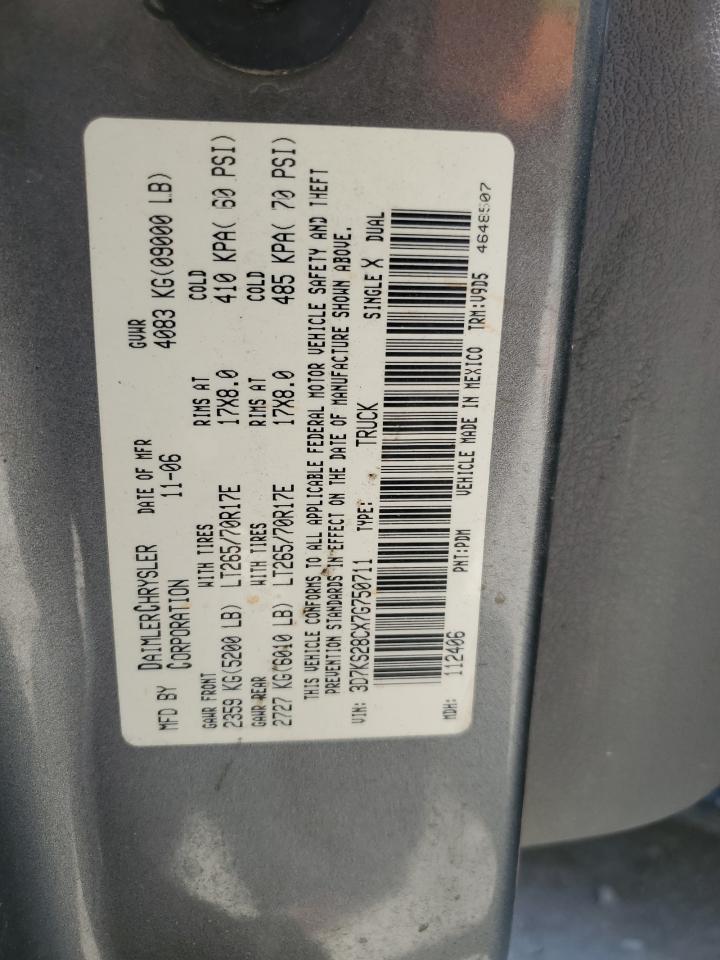 MFD BY DAIMLERCHRYSLER CORPORATION DATE OF MFR 11-06 GVWR 4083 KG(09000 LB)
GAWR FRONT WITH TIRES RIMS AT COLD
2359 KG(5200 LB) LT265/70R17E 17X8.0 410 KPA( 60 PSI)
GAWR REAR WITH TIRES RIMS AT COLD
2727 KG(6010 LB) LT265/70R17E 17X8.0 485 KPA( 70 PSI)
THIS VEHICLE CONFORMS TO ALL APPLICABLE FEDERAL MOTOR VEHICLE SAFETY AND THEFT
PREVENTION STANDARDS IN EFFECT ON THE DATE OF MANUFACTURE SHOWN ABOVE.
VIN: 3D7KS28CX7G750711 TYPE: TRUCK SINGLE X DUAL
MDH: 112406 PNT:PDM VEHICLE MADE IN MEXICO TRM:V9D5
4648507